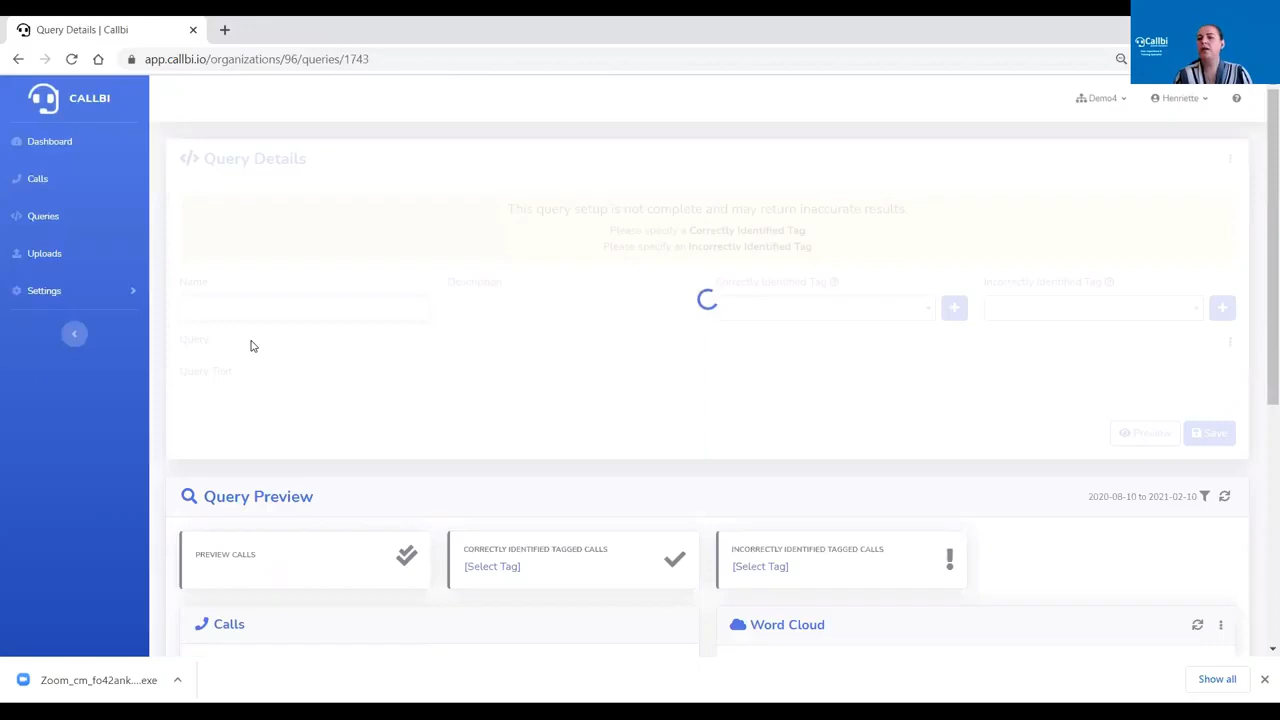 Query Details | Callbi
app.callbi.io/organizations/96/queries/1743
Callbi
CALLBI
Demo4
Henriette
Dashboard
Calls
Queries
Uploads
Settings
Query Details
This query setup is not complete and may return inaccurate results.
Please specify a Correctly Identified Tag
Please specify an Incorrectly Identified Tag
Name
Description
Correctly Identified Tag
Incorrectly Identified Tag
Query
Query Text
Preview
Save
Query Preview
2020-08-10 to 2021-02-10
PREVIEW CALLS
CORRECTLY IDENTIFIED TAGGED CALLS
[Select Tag]
INCORRECTLY IDENTIFIED TAGGED CALLS
[Select Tag]
Calls
Word Cloud
Zoom_cm_fo42ank....exe
Show all